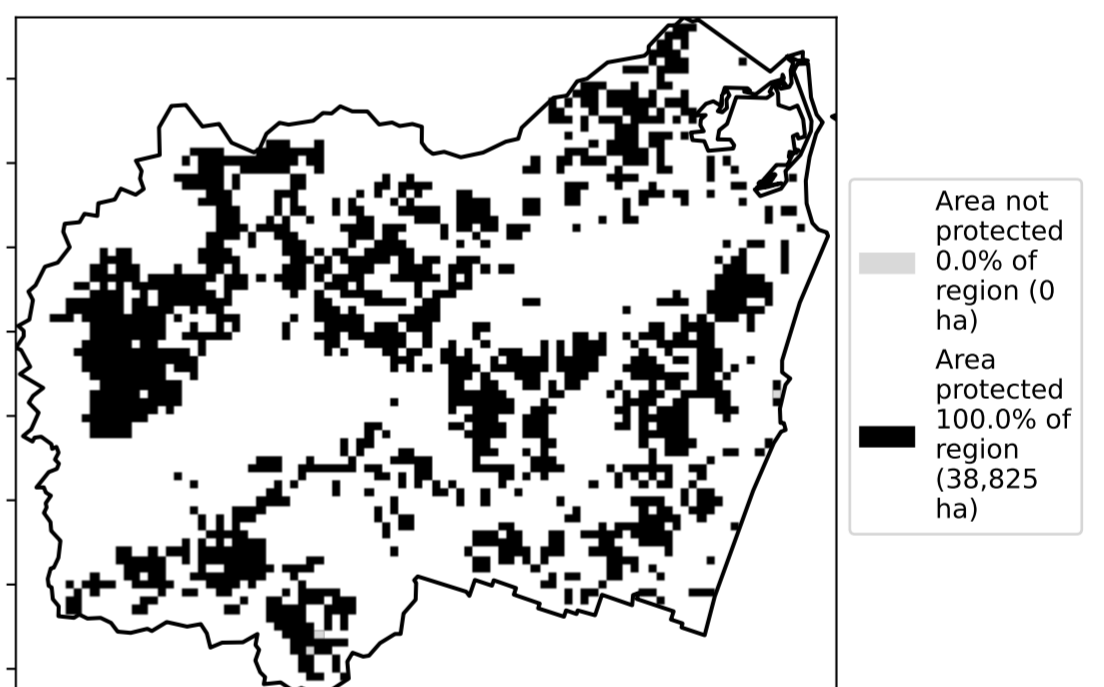 Area not
protected
0.0% of
region (0
ha)
Area
protected
100.0% of
region
(38,825
ha)